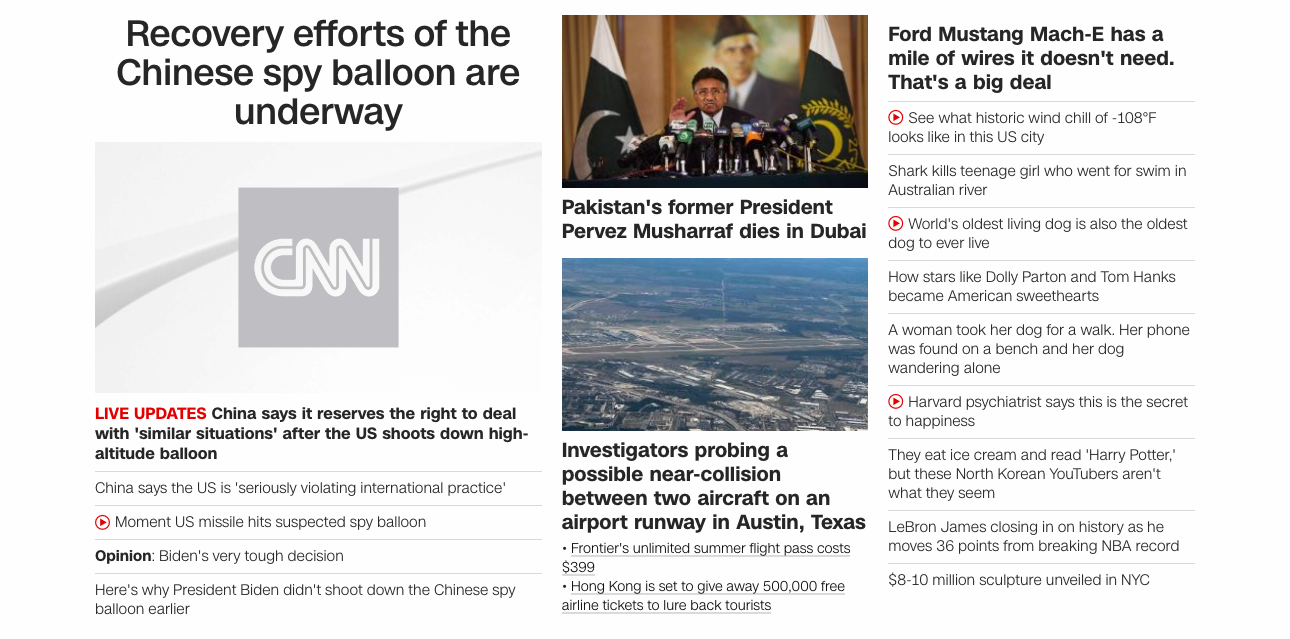 Recovery efforts of the
Chinese spy balloon are
underway
CNN
LIVE UPDATES China says it reserves the right to deal
with 'similar situations' after the US shoots down high-
altitude balloon
China says the US is 'seriously violating international practice'
Moment US missile hits suspected spy balloon
Opinion: Biden's very tough decision
Here's why President Biden didn't shoot down the Chinese spy
balloon earlier
Pakistan's former President
Pervez Musharraf dies in Dubai
Investigators probing a
possible near-collision
between two aircraft on an
airport runway in Austin, Texas
• Frontier's unlimited summer flight pass costs
$399
• Hong Kong is set to give away 500,000 free
airline tickets to lure back tourists
Ford Mustang Mach-E has a
mile of wires it doesn't need.
That's a big deal
See what historic wind chill of -108°F
looks like in this US city
Shark kills teenage girl who went for swim in
Australian river
World's oldest living dog is also the oldest
dog to ever live
How stars like Dolly Parton and Tom Hanks
became American sweethearts
A woman took her dog for a walk. Her phone
was found on a bench and her dog
wandering alone
Harvard psychiatrist says this is the secret
to happiness
They eat ice cream and read 'Harry Potter,'
but these North Korean YouTubers aren't
what they seem
LeBron James closing in on history as he
moves 36 points from breaking NBA record
$8-10 million sculpture unveiled in NYC